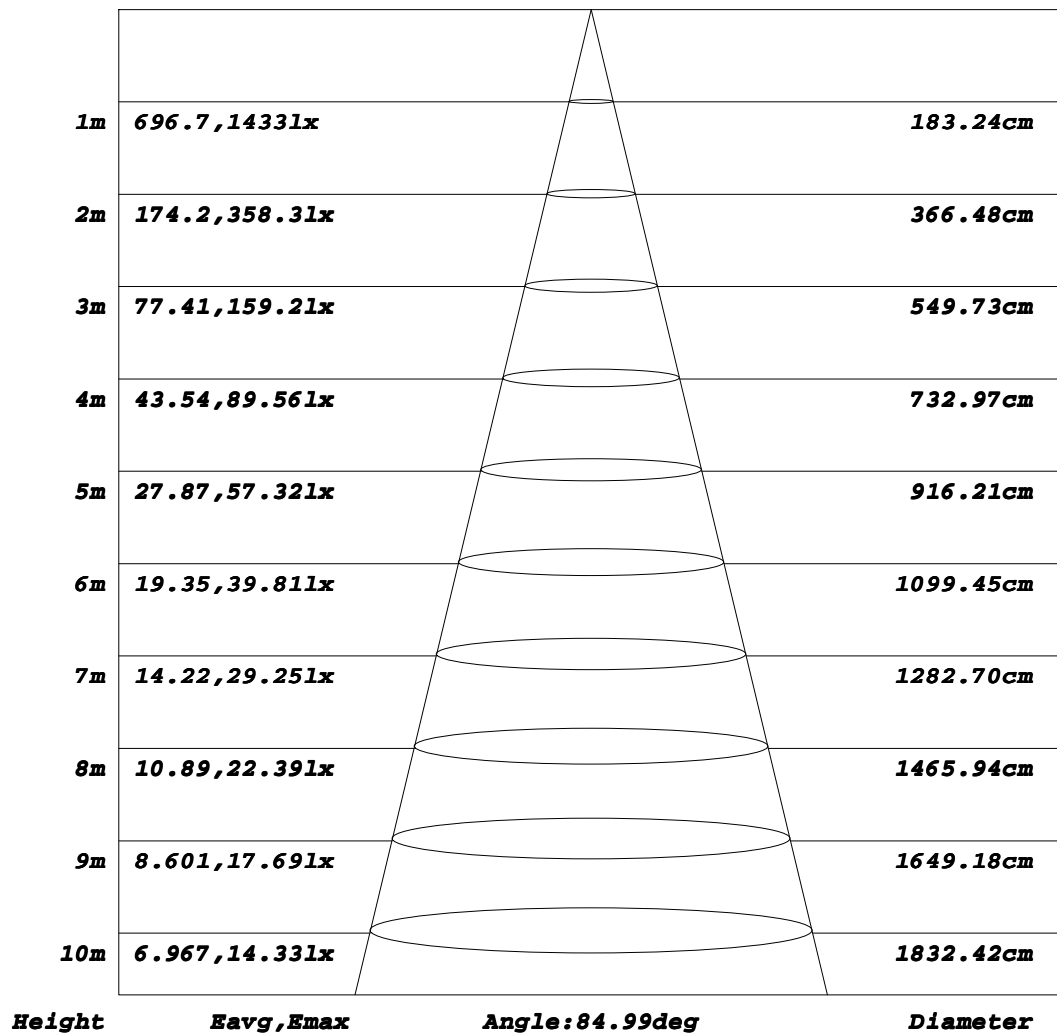 1m 696.7,1433lx 183.24cm
2m 174.2,358.3lx 366.48cm
3m 77.41,159.2lx 549.73cm
4m 43.54,89.56lx 732.97cm
5m 27.87,57.32lx 916.21cm
6m 19.35,39.81lx 1099.45cm
7m 14.22,29.25lx 1282.70cm
8m 10.89,22.39lx 1465.94cm
9m 8.601,17.69lx 1649.18cm
10m 6.967,14.33lx 1832.42cm
Height Eavg,Emax Angle:84.99deg Diameter